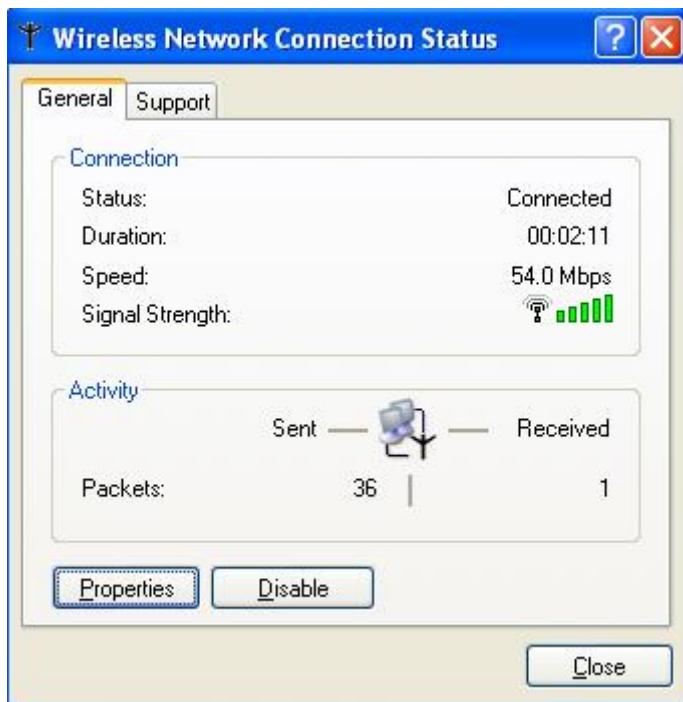 Wireless Network Connection Status
General Support
Connection
Status: Connected
Duration: 00:02:11
Speed: 54.0 Mbps
Signal Strength:
Activity
Sent Received
Packets: 36 1
Properties Disable
Close